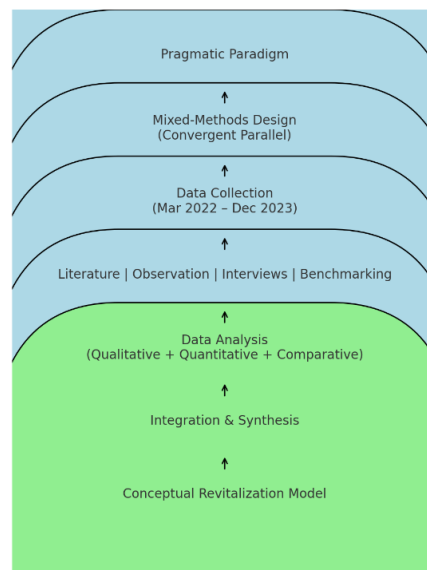 Pragmatic Paradigm
Mixed-Methods Design
(Convergent Parallel)
Data Collection
(Mar 2022 – Dec 2023)
Literature | Observation | Interviews | Benchmarking
Data Analysis
(Qualitative + Quantitative + Comparative)
Integration & Synthesis
Conceptual Revitalization Model